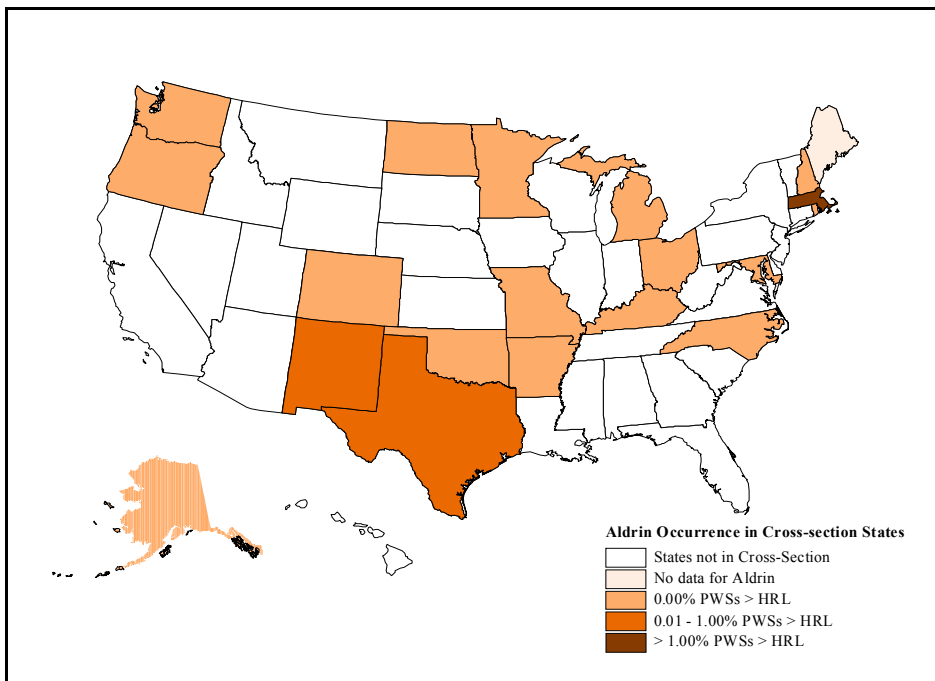 Aldrin Occurrence in Cross-section States
States not in Cross-Section
No data for Aldrin
0.00% PWSs > HRL
0.01 - 1.00% PWSs > HRL
> 1.00% PWSs > HRL